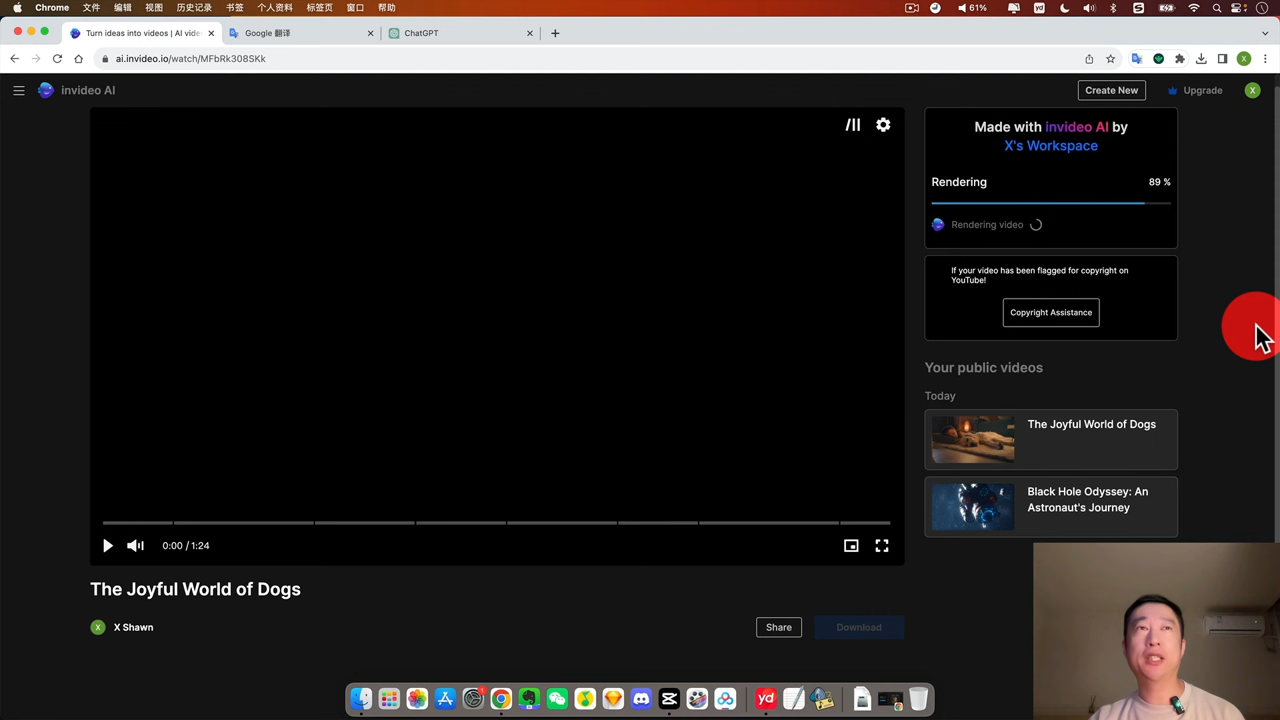 Chrome 文件 编辑 视图 历史记录 书签 个人资料 标签页 窗口 帮助 61%
Turn ideas into videos | AI vide Google 翻译 ChatGPT
ai.invideo.io/watch/MFbRk308SKk
invideo AI
Create New Upgrade X
Made with invideo AI by
X's Workspace
Rendering 89 %
Rendering video
If your video has been flagged for copyright on
YouTube!
Copyright Assistance
Your public videos
Today
The Joyful World of Dogs
Black Hole Odyssey: An
Astronaut's Journey
0:00 / 1:24
The Joyful World of Dogs
X X Shawn
Share Download
yd